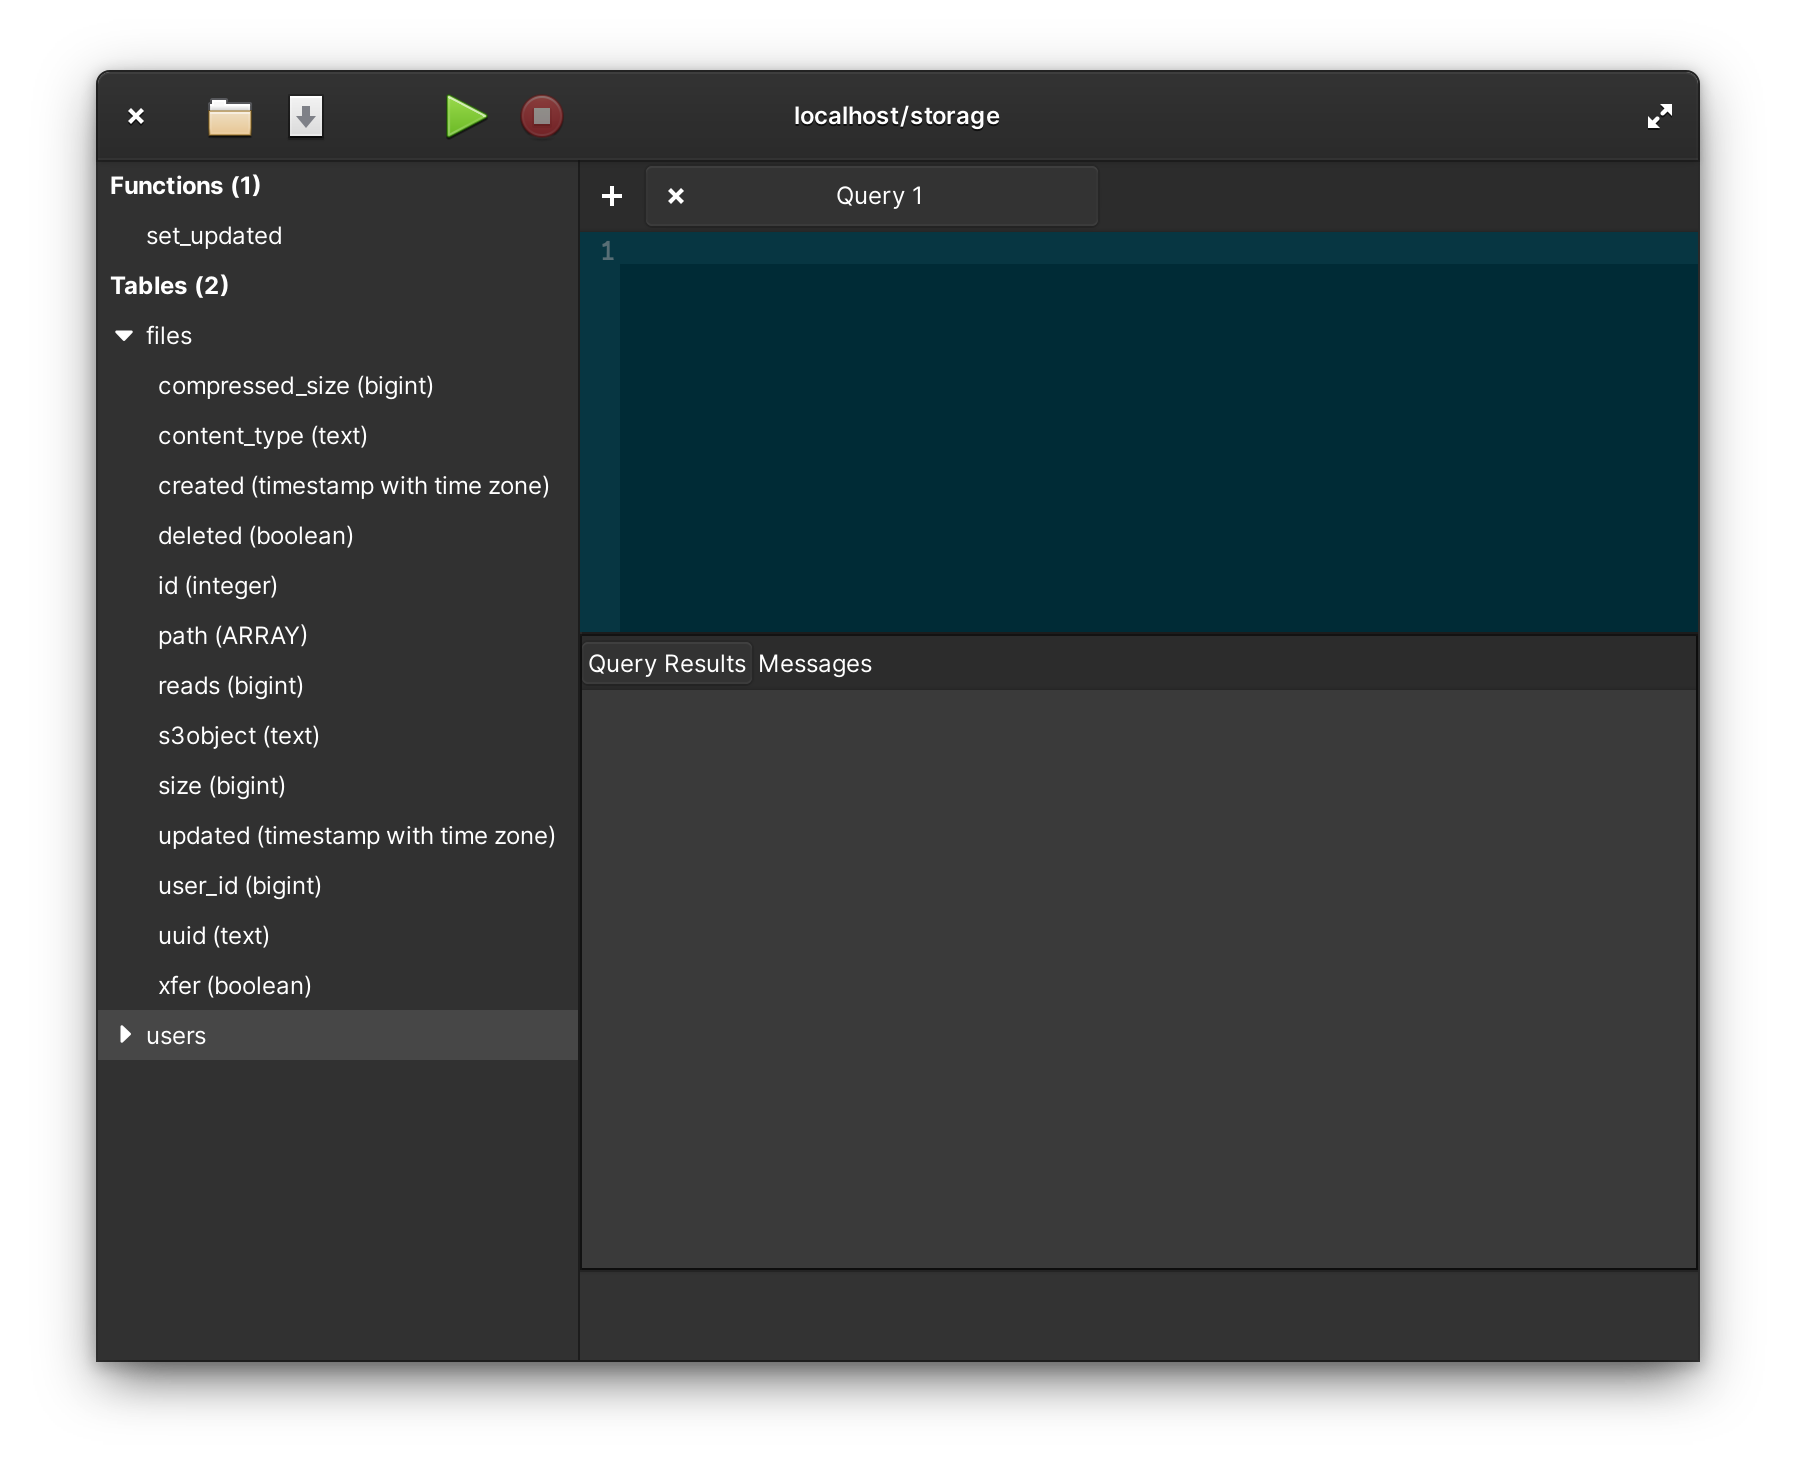 localhost/storage
Functions (1)
set_updated
Tables (2)
files
compressed_size (bigint)
content_type (text)
created (timestamp with time zone)
deleted (boolean)
id (integer)
path (ARRAY)
reads (bigint)
s3object (text)
size (bigint)
updated (timestamp with time zone)
user_id (bigint)
uuid (text)
xfer (boolean)
users
Query 1
1
Query Results Messages